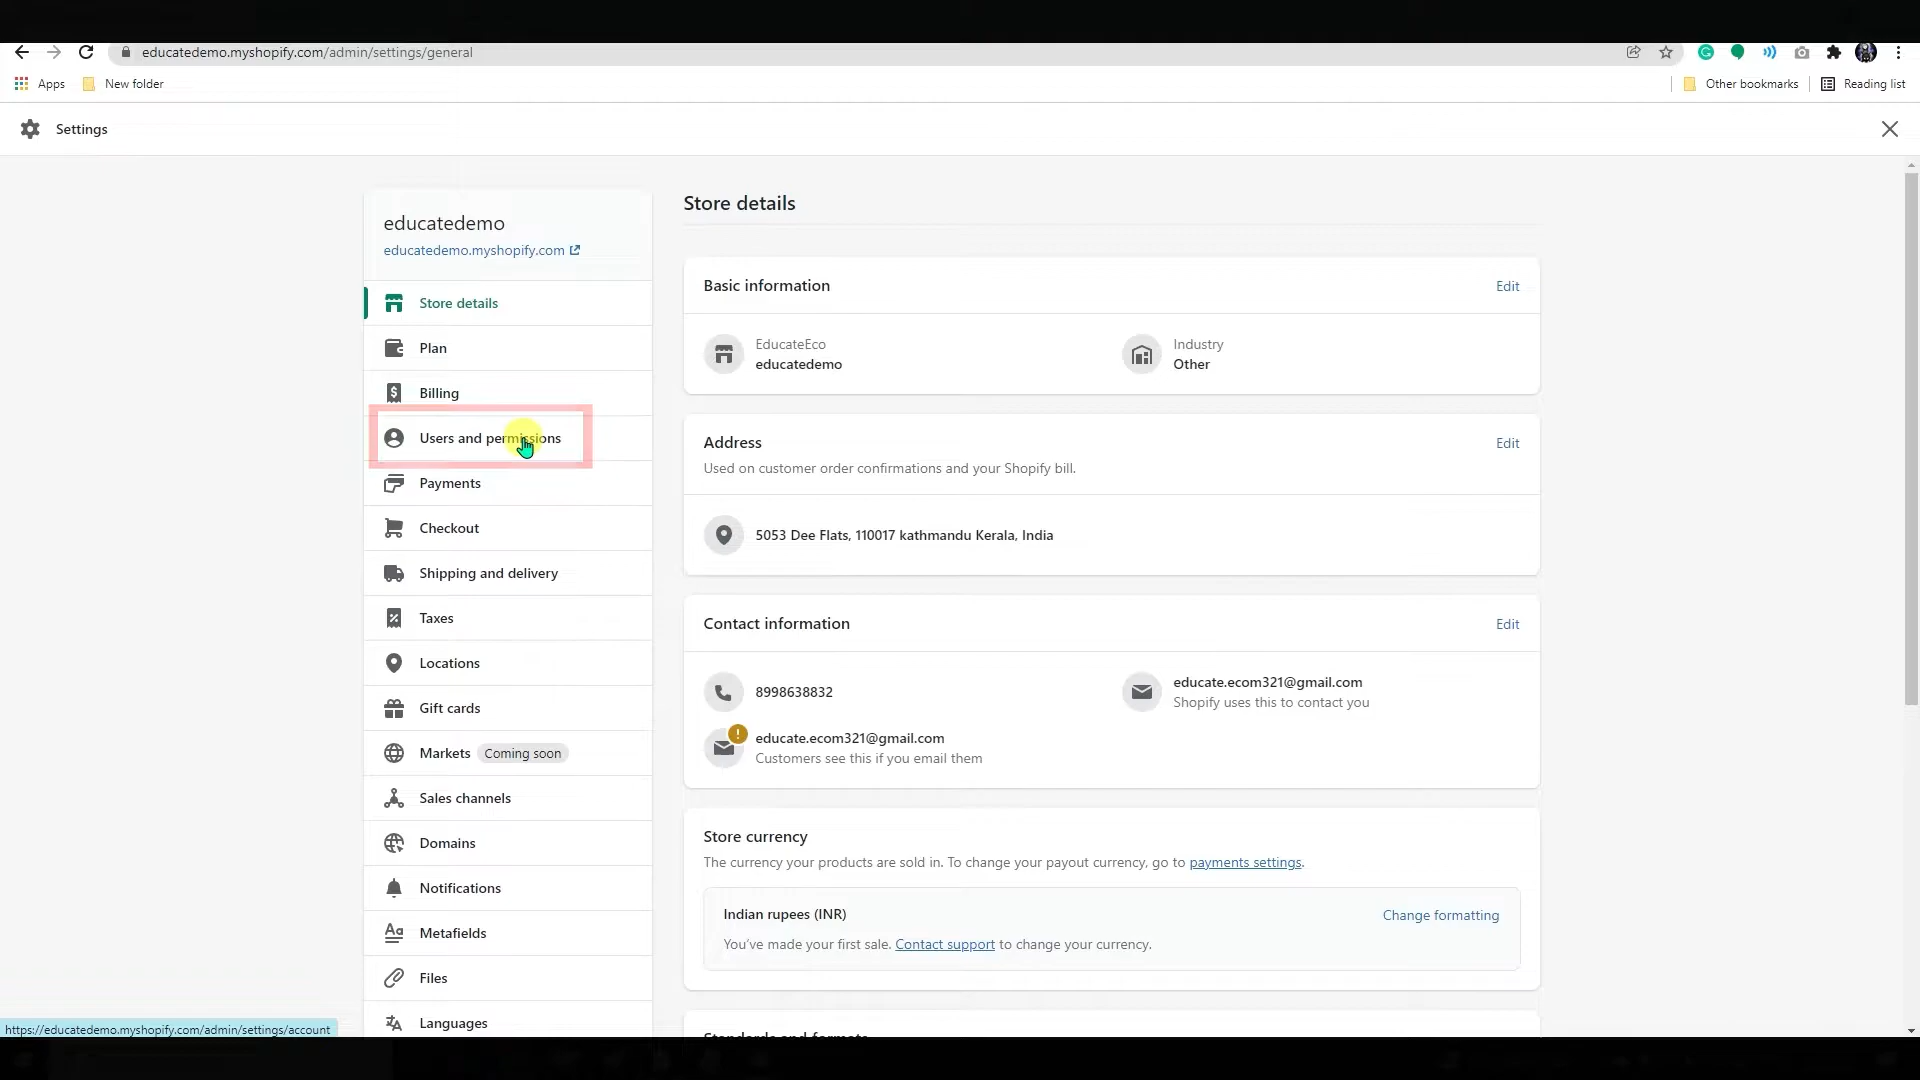 educatedemo.myshopify.com/admin/settings/general
Apps
New folder
Other bookmarks
Reading list
Settings
educatedemo
educatedemo.myshopify.com
Store details
Plan
Billing
Users and permissions
Payments
Checkout
Shipping and delivery
Taxes
Locations
Gift cards
Markets Coming soon
Sales channels
Domains
Notifications
Metafields
Files
Languages
Store details
Basic information
Edit
EducateEco
educatedemo
Industry
Other
Address
Edit
Used on customer order confirmations and your Shopify bill.
5053 Dee Flats, 110017 kathmandu Kerala, India
Contact information
Edit
8998638832
educate.ecom321@gmail.com
Shopify uses this to contact you
educate.ecom321@gmail.com
Customers see this if you email them
Store currency
The currency your products are sold in. To change your payout currency, go to payments settings.
Indian rupees (INR)
Change formatting
You've made your first sale. Contact support to change your currency.
Standards and formats
https://educatedemo.myshopify.com/admin/settings/account